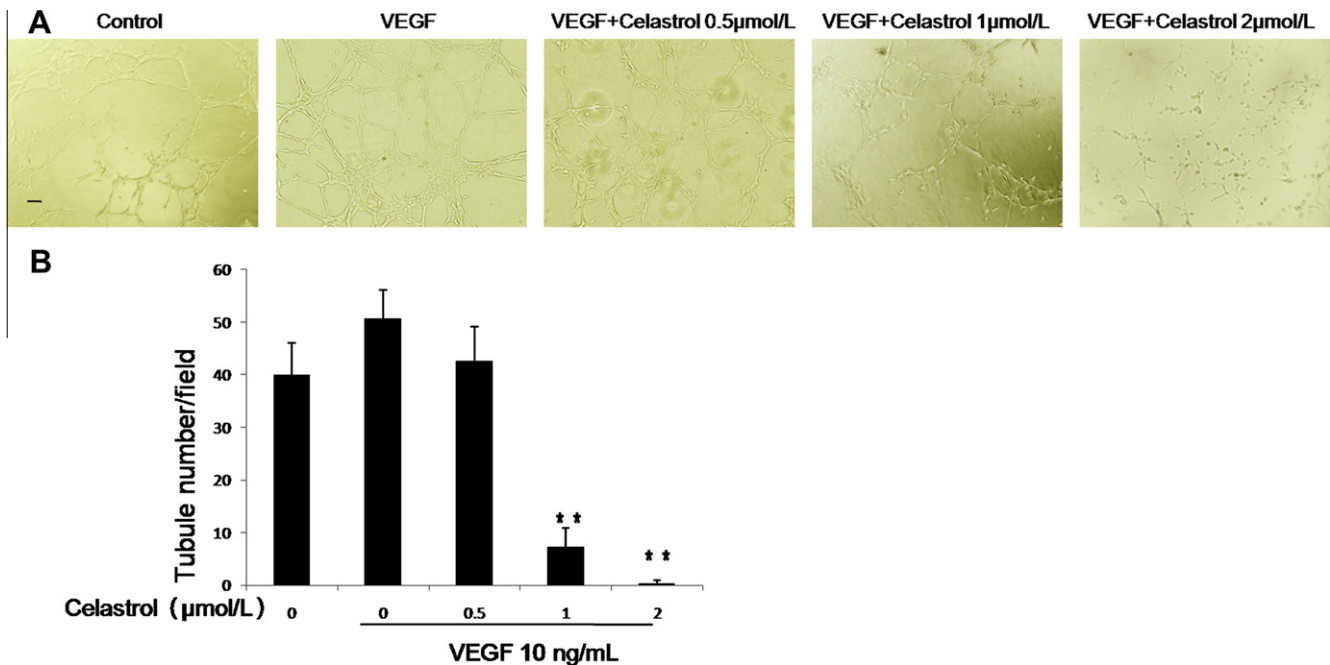 A
Control
VEGF
VEGF+Celastrol 0.5μmol/L
VEGF+Celastrol 1μmol/L
VEGF+Celastrol 2μmol/L
B
60
50
40
30
20
10
0
Tubule number/field
**
**
Celastrol (μmol/L) 0 0 0.5 1 2
VEGF 10 ng/mL